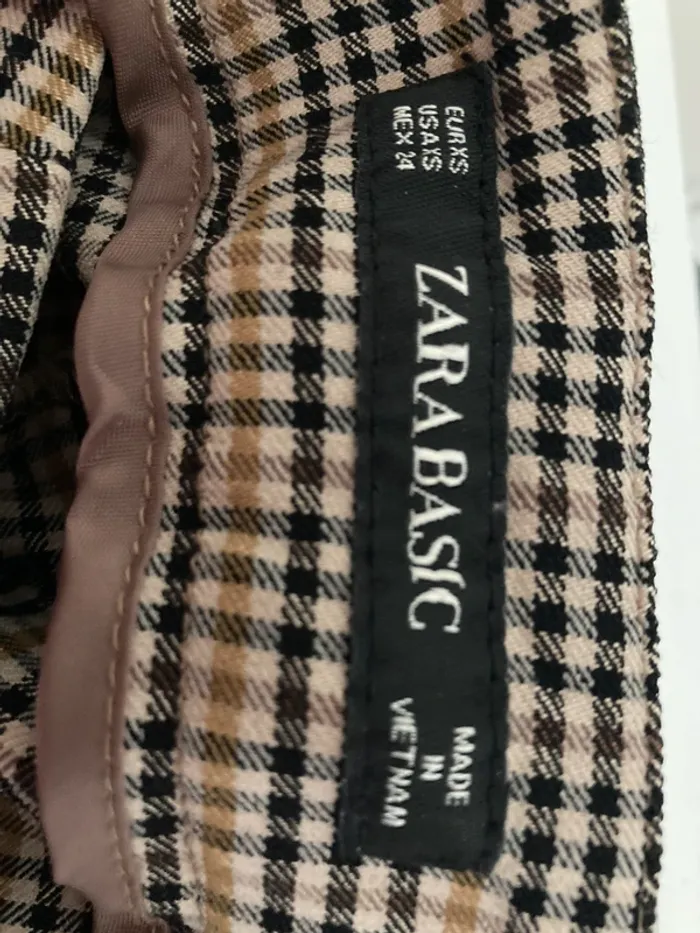 EUR XS
USA XS
MEX 24
ZARA BASIC
MADE
IN
VIETNAM